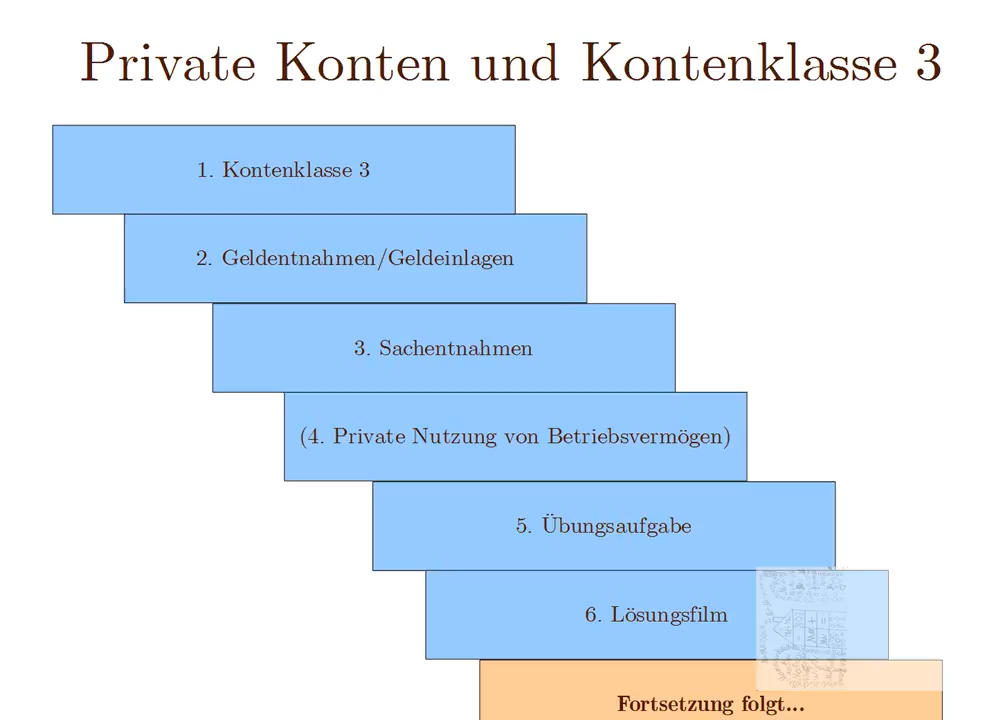 Private Konten und Kontenklasse 3
1. Kontenklasse 3
2. Geldentnahmen/Geldeinlagen
3. Sachentnahmen
(4. Private Nutzung von Betriebsvermögen)
5. Übungsaufgabe
6. Lösungsfilm
Fortsetzung folgt...